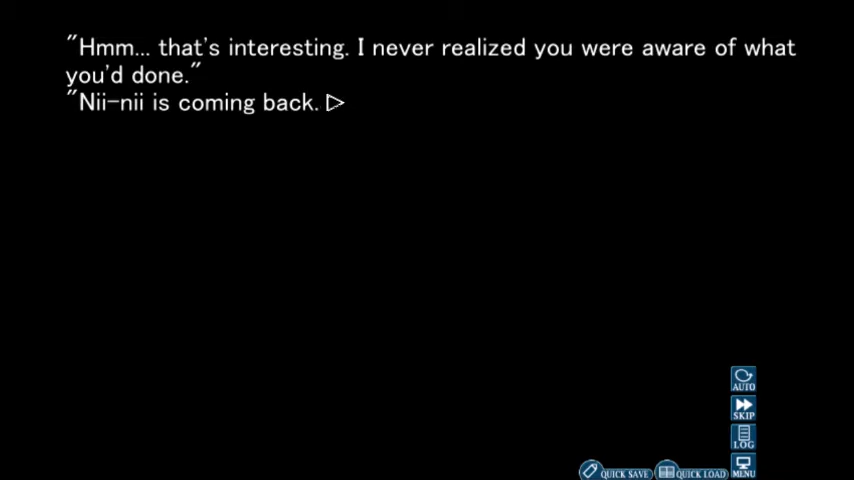 "Hmm... that's interesting. I never realized you were aware of what
you'd done."
"Nii-nii is coming back.
AUTO
SKIP
LOG
MENU
QUICK SAVE
QUICK LOAD